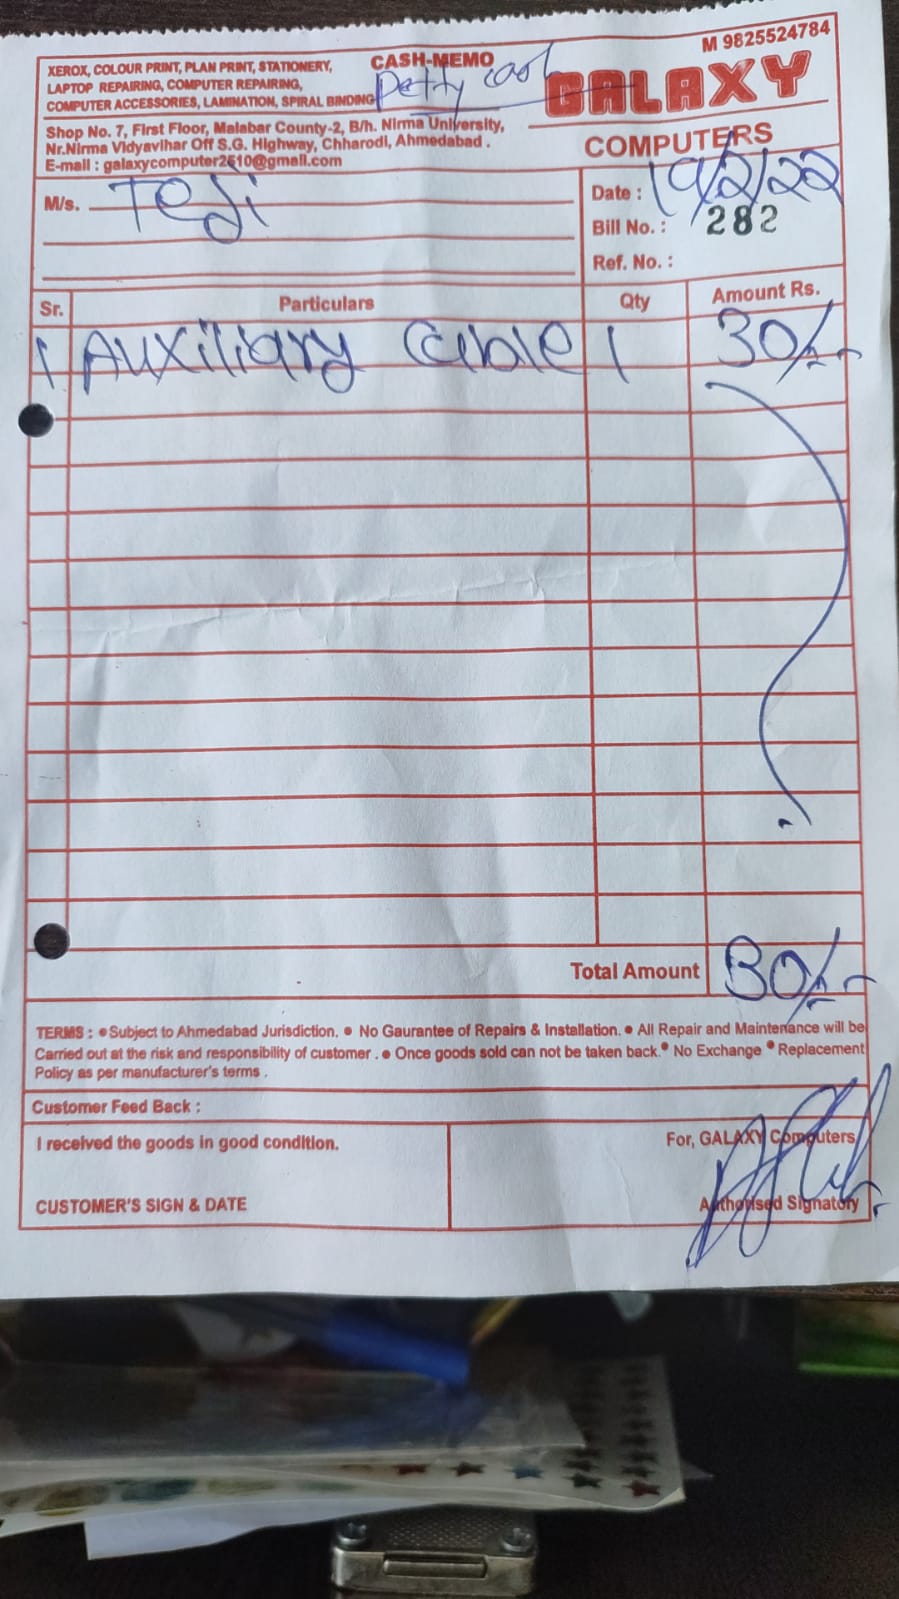 M 9825524784
XEROX, COLOUR PRINT, PLAN PRINT, STATIONERY,
LAPTOP REPAIRING, COMPUTER REPAIRING,
COMPUTER ACCESSORIES, LAMINATION, SPIRAL BINDING
CASH-MEMO
Petty cash
GALAXY
COMPUTERS
Shop No. 7, First Floor, Malabar County-2, B/h. Nirma University,
Nr.Nirma Vidyavihar Off S.G. Highway, Chharodi, Ahmedabad .
E-mail : galaxycomputer2610@gmail.com
M/s. TeJi
Date : 19/2/22
Bill No. : 282
Ref. No. :
Sr. Particulars Qty Amount Rs.
1 Auxiliary Cable 1 30/--
Total Amount 30/--
TERMS : ● Subject to Ahmedabad Jurisdiction. ● No Gaurantee of Repairs & Installation. ● All Repair and Maintenance will be
Carried out at the risk and responsibility of customer . ● Once goods sold can not be taken back. ● No Exchange ● Replacement
Policy as per manufacturer's terms .
Customer Feed Back :
I received the goods in good condition.
CUSTOMER'S SIGN & DATE
For, GALAXY Computers
Authorised Signatory